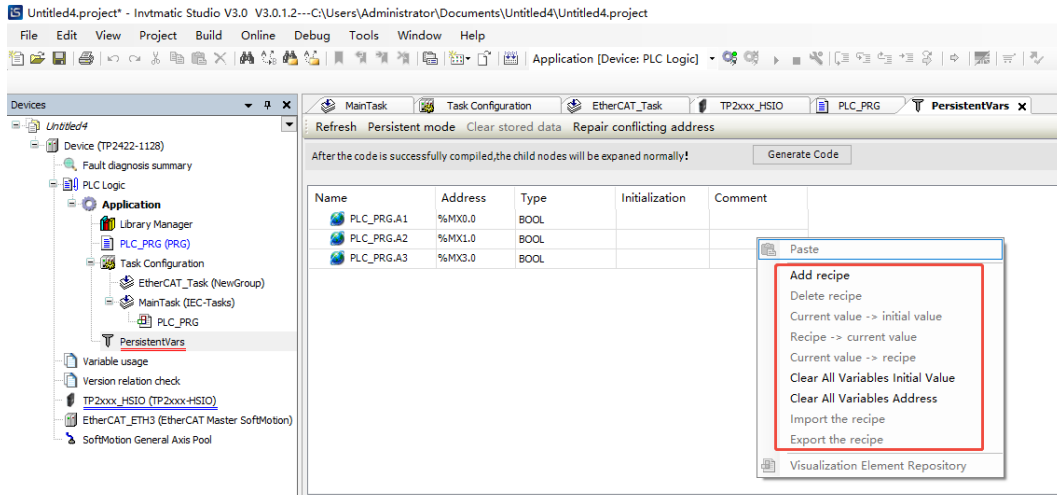 Untitled4.project* - Invtmatic Studio V3.0 V3.0.1.2---C:\Users\Administrator\Documents\Untitled4\Untitled4.project
File Edit View Project Build Online Debug Tools Window Help
Application [Device: PLC Logic]
Devices
Untitled4
Device (TP2422-1128)
Fault diagnosis summary
PLC Logic
Application
Library Manager
PLC_PRG (PRG)
Task Configuration
EtherCAT_Task (NewGroup)
MainTask (IEC-Tasks)
PLC_PRG
PersistentVars
Variable usage
Version relation check
TP2xxx_HSIO (TP2xxx-HSIO)
EtherCAT_ETH3 (EtherCAT Master SoftMotion)
SoftMotion General Axis Pool
MainTask Task Configuration EtherCAT_Task TP2xxx_HSIO PLC_PRG PersistentVars
Refresh Persistent mode Clear stored data Repair conflicting address
After the code is successfully compiled,the child nodes will be expaned normally! Generate Code
Name Address Type Initialization Comment
PLC_PRG.A1 %MX0.0 BOOL
PLC_PRG.A2 %MX1.0 BOOL
PLC_PRG.A3 %MX3.0 BOOL
Paste
Add recipe
Delete recipe
Current value -> initial value
Recipe -> current value
Current value -> recipe
Clear All Variables Initial Value
Clear All Variables Address
Import the recipe
Export the recipe
Visualization Element Repository